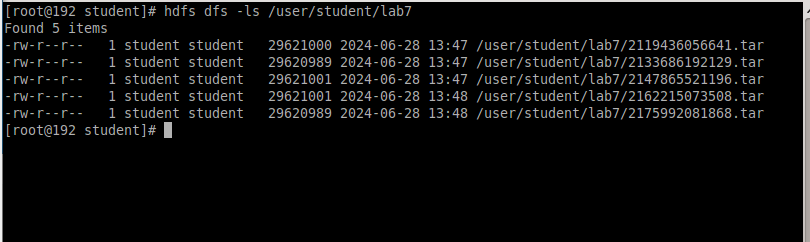 [root@192 student]# hdfs dfs -ls /user/student/lab7
Found 5 items
-rw-r--r--   1 student student   29621000 2024-06-28 13:47 /user/student/lab7/2119436056641.tar
-rw-r--r--   1 student student   29620989 2024-06-28 13:47 /user/student/lab7/2133686192129.tar
-rw-r--r--   1 student student   29621001 2024-06-28 13:47 /user/student/lab7/2147865521196.tar
-rw-r--r--   1 student student   29621001 2024-06-28 13:48 /user/student/lab7/2162215073508.tar
-rw-r--r--   1 student student   29620989 2024-06-28 13:48 /user/student/lab7/2175992081868.tar
[root@192 student]#